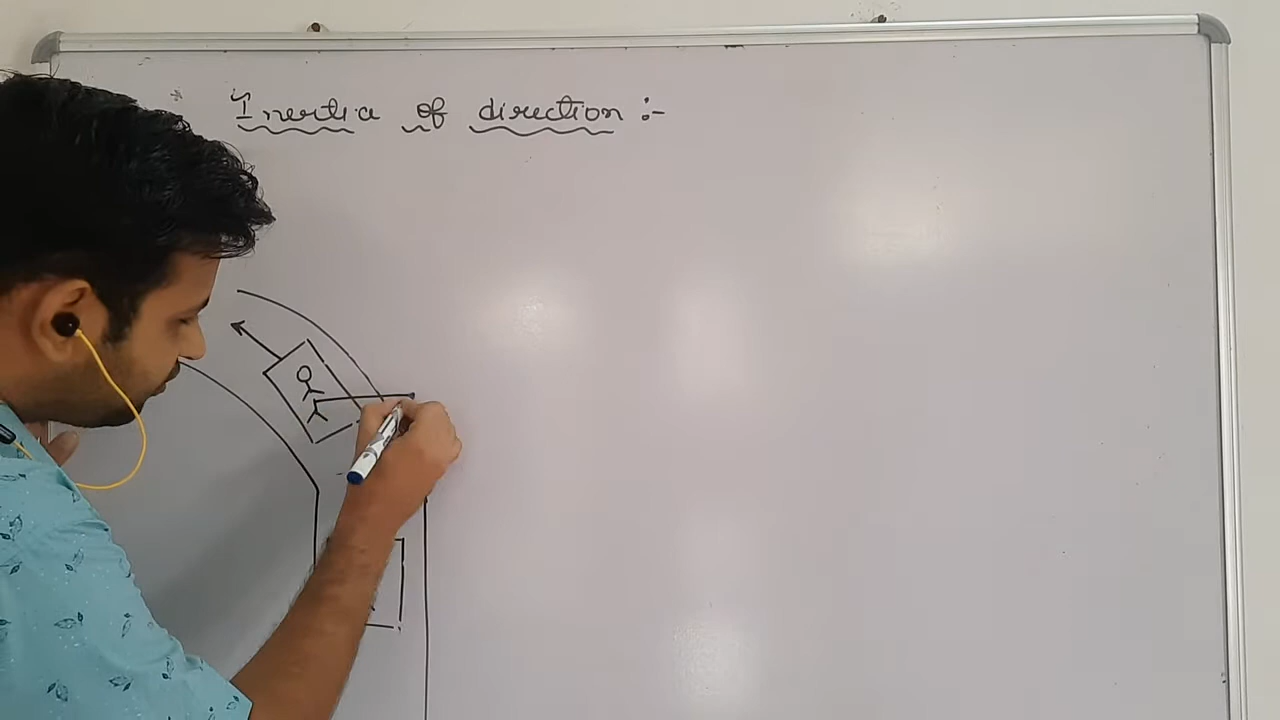 * Inertia of direction :-